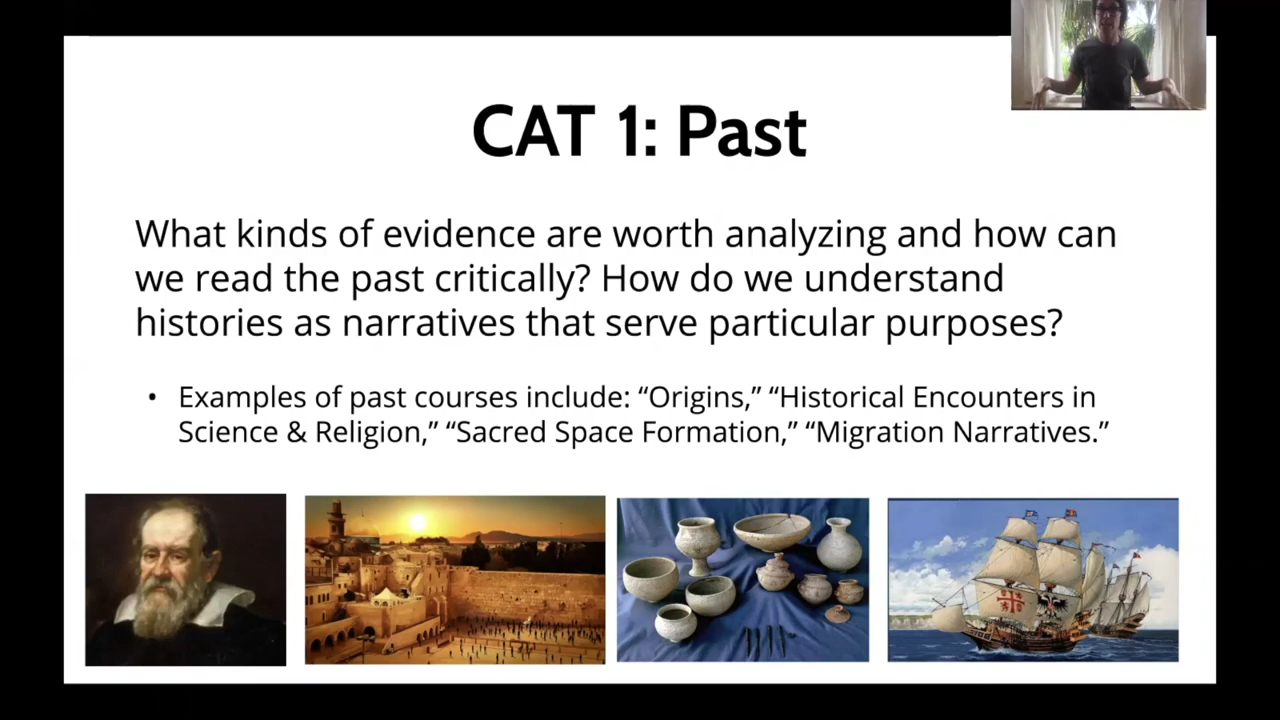 CAT 1: Past
What kinds of evidence are worth analyzing and how can
we read the past critically? How do we understand
histories as narratives that serve particular purposes?
• Examples of past courses include: “Origins,” “Historical Encounters in
Science & Religion,” “Sacred Space Formation,” “Migration Narratives.”